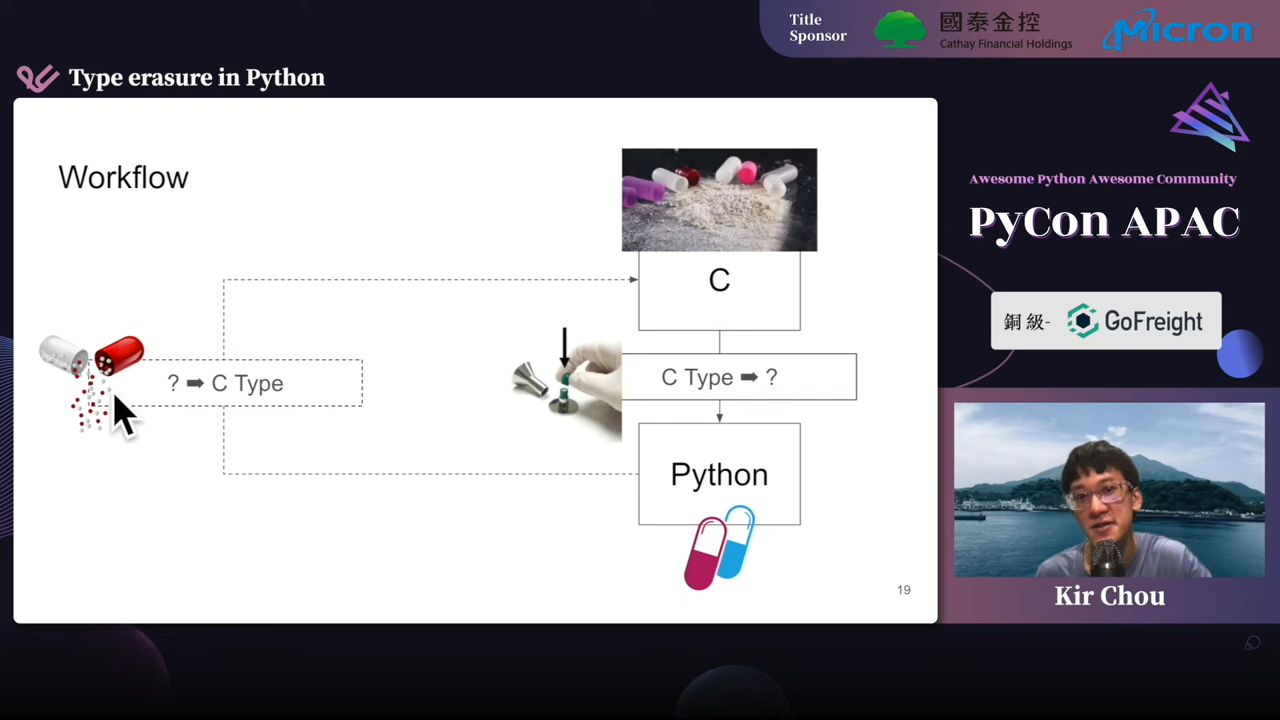 Title
Sponsor
國泰金控
Cathay Financial Holdings
Micron
Type erasure in Python
Workflow
C
? ➡ C Type
C Type ➡ ?
Python
19
Awesome Python Awesome Community
PyCon APAC
銅級-
GoFreight
Kir Chou